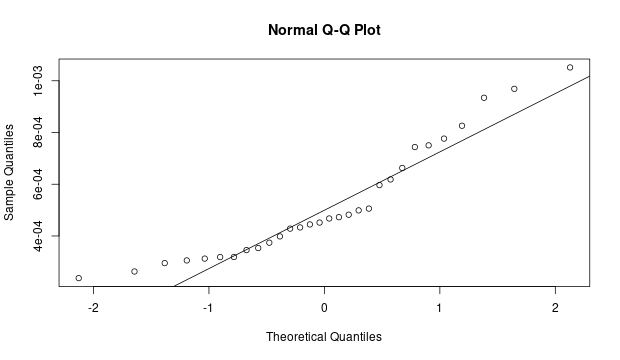 Normal Q-Q Plot
Sample Quantiles
1e-03
8e-04
6e-04
4e-04
-2 -1 0 1 2
Theoretical Quantiles